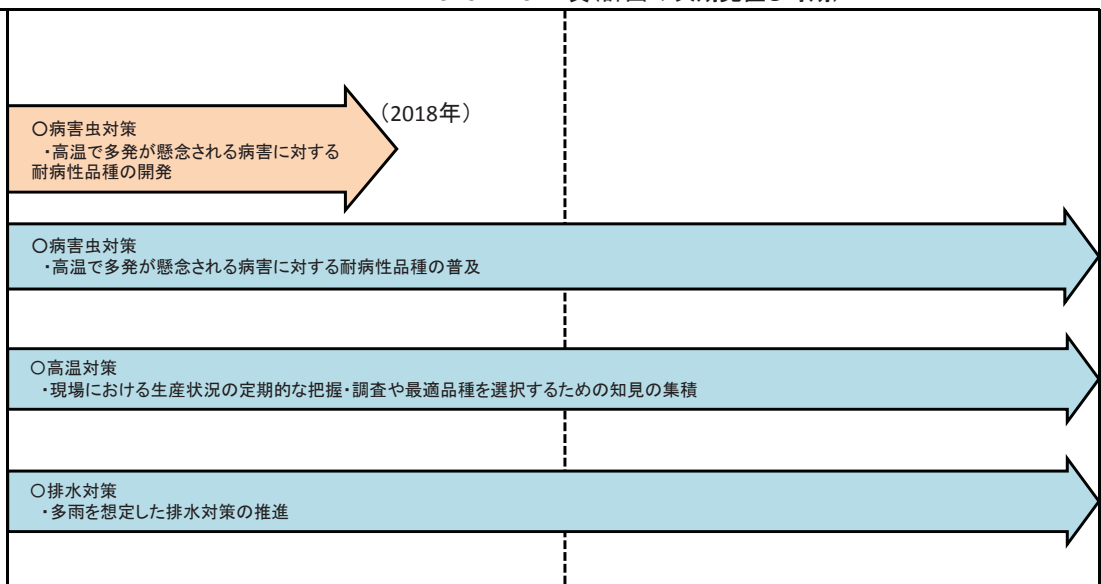 (2018年)
○病害虫対策
・高温で多発が懸念される病害に対する
耐病性品種の開発
○病害虫対策
・高温で多発が懸念される病害に対する耐病性品種の普及
○高温対策
・現場における生産状況の定期的な把握・調査や最適品種を選択するための知見の集積
○排水対策
・多雨を想定した排水対策の推進